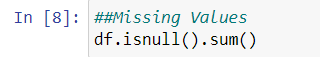 In [8]: ##Missing Values
df.isnull().sum()